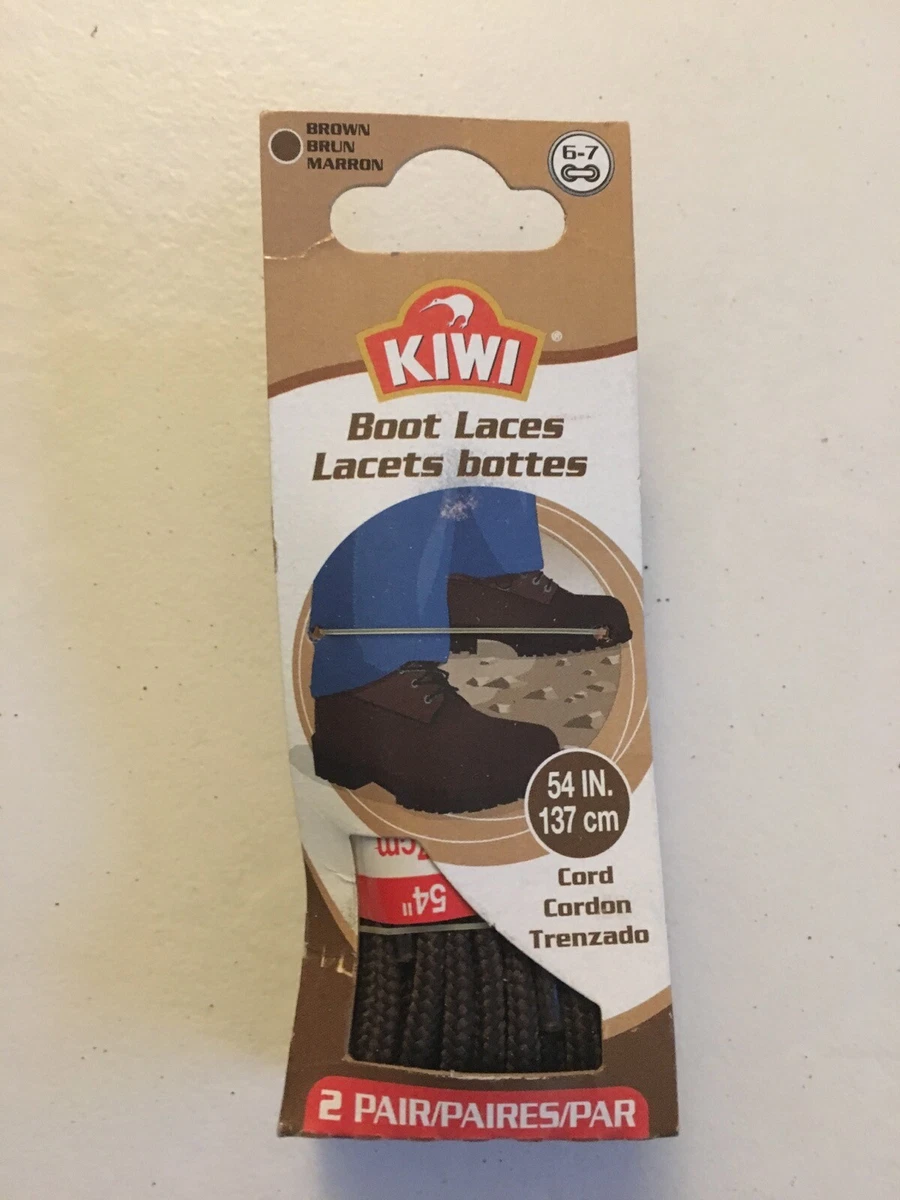 BROWN
BRUN
MARRON
6-7
KIWI
®
Boot Laces
Lacets bottes
54 IN.
137 cm
7cm
54"
Cord
Cordon
Trenzado
2 PAIR/PAIRES/PAR